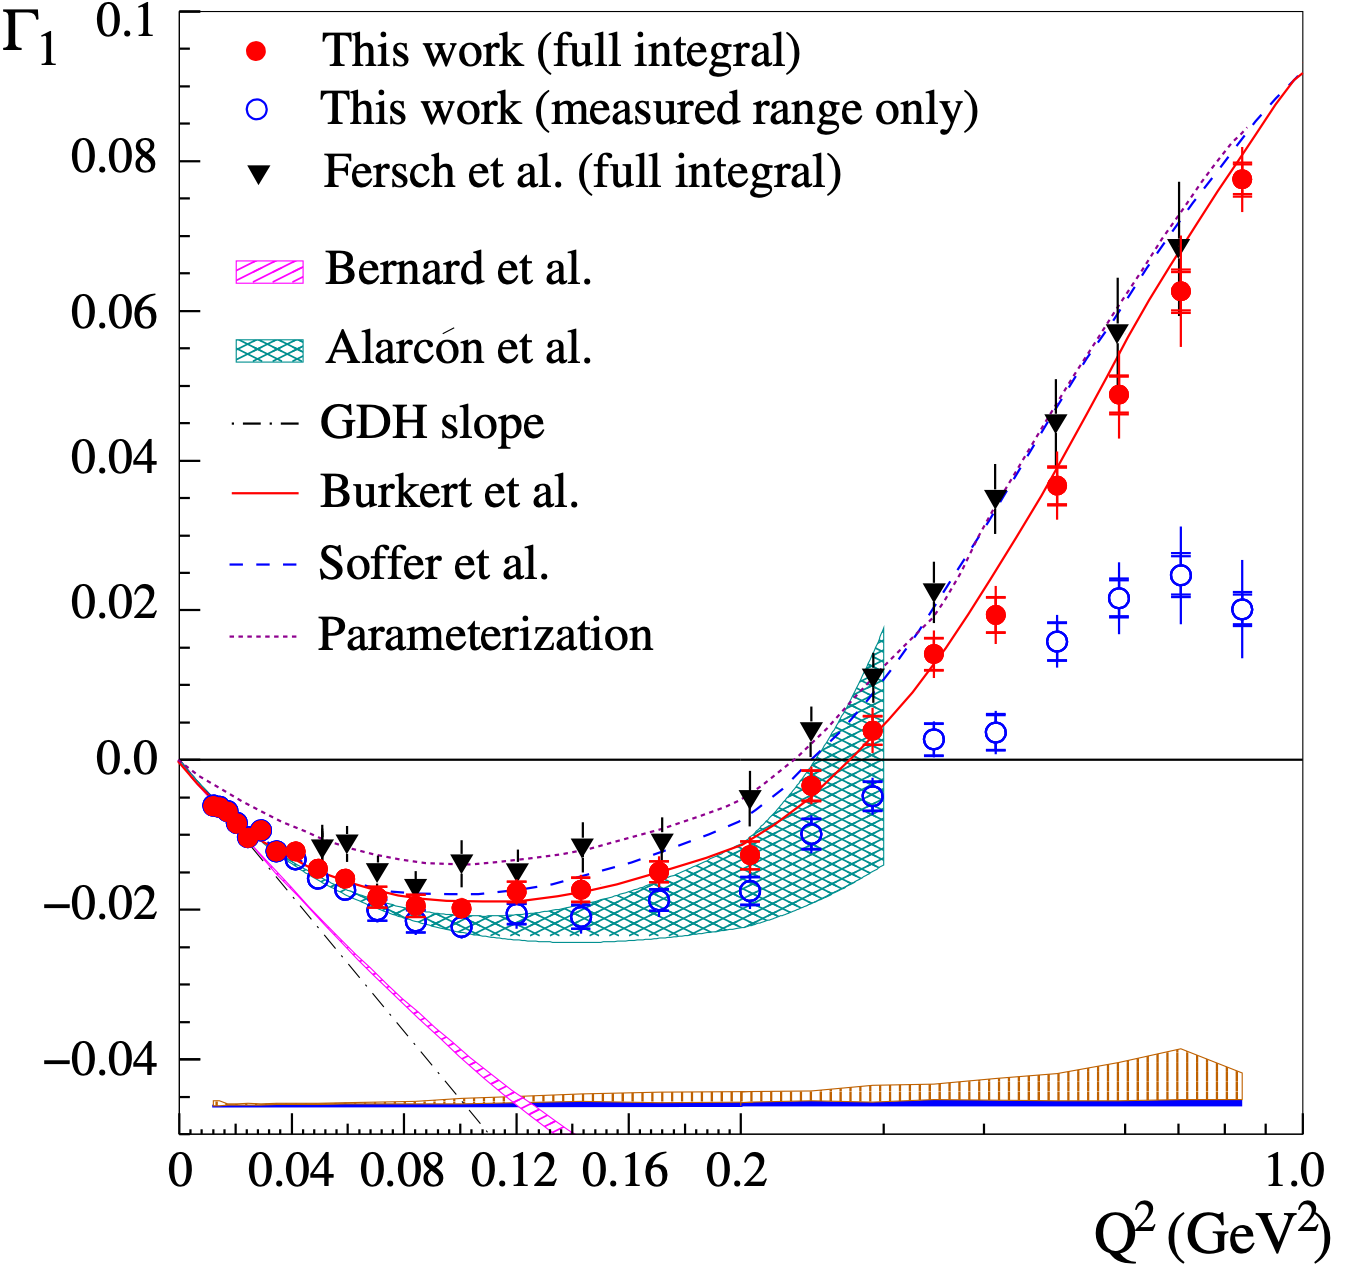 Γ1
0.1
0.08
0.06
0.04
0.02
0.0
−0.02
−0.04
This work (full integral)
This work (measured range only)
Fersch et al. (full integral)
Bernard et al.
Alarcón et al.
GDH slope
Burkert et al.
Soffer et al.
Parameterization
0 0.04 0.08 0.12 0.16 0.2 1.0
Q² (GeV²)